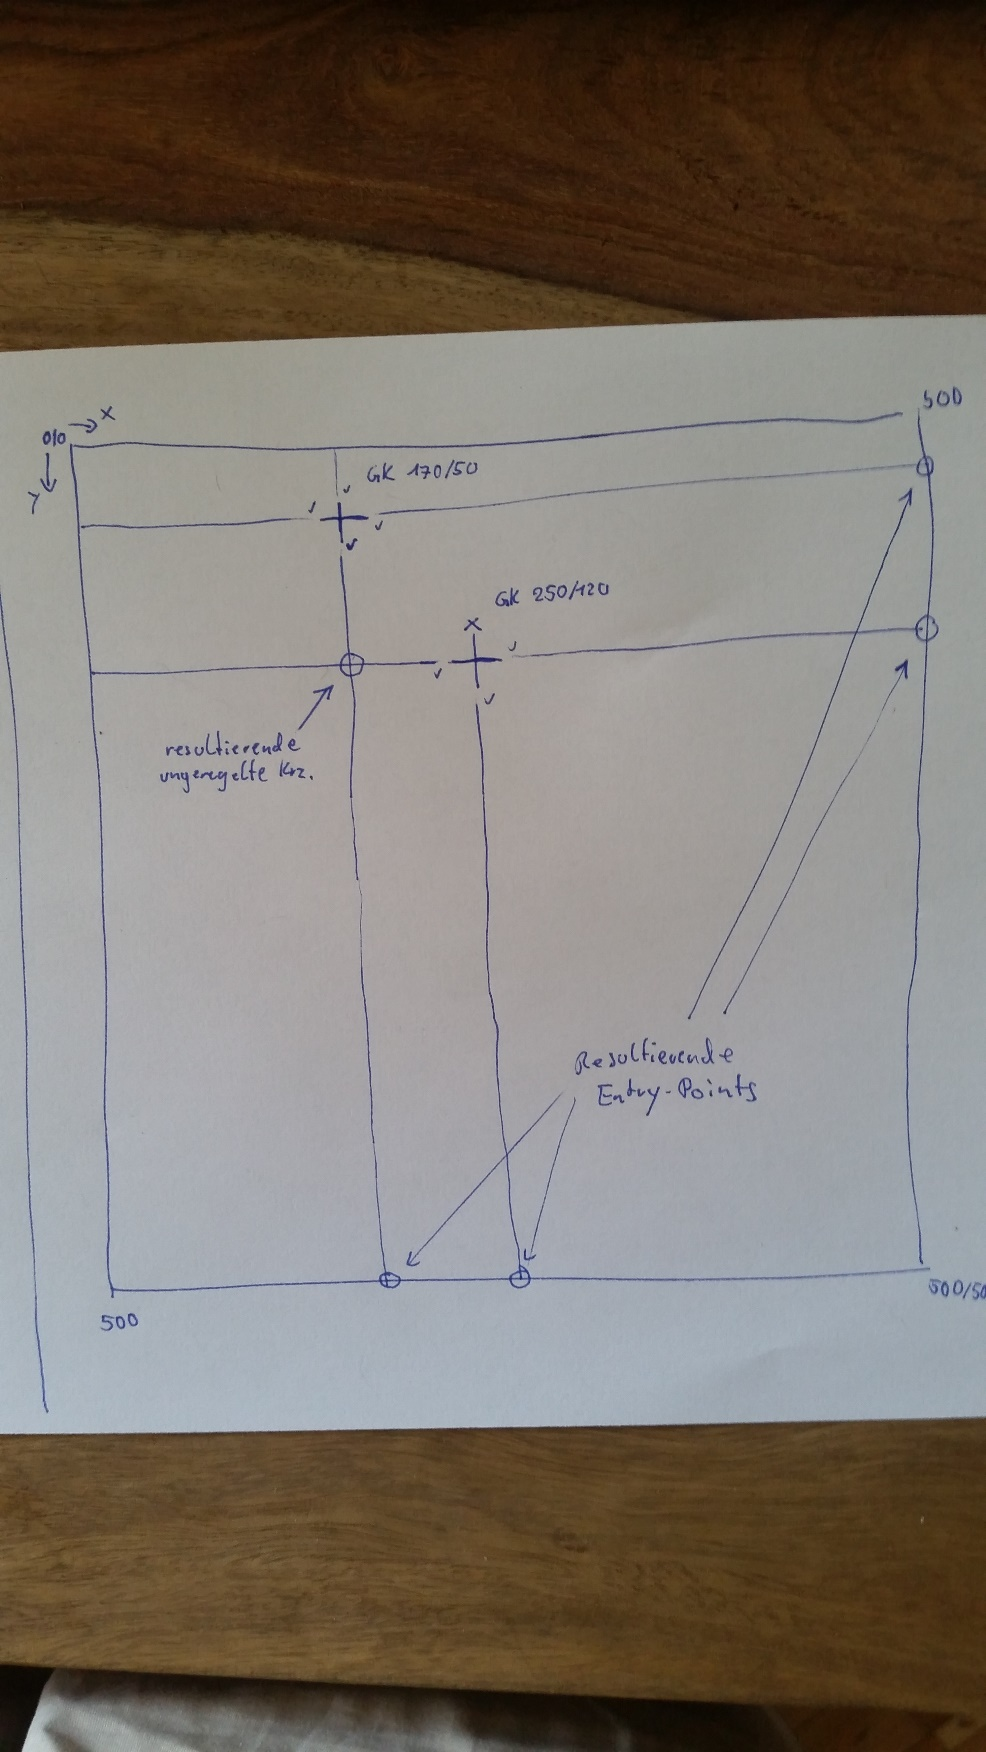 X
0/0
Y
500
GK 170/50
GK 250/120
x
resultierende
ungeregelte Krz.
Resultierende
Entry-Points
500
500/50